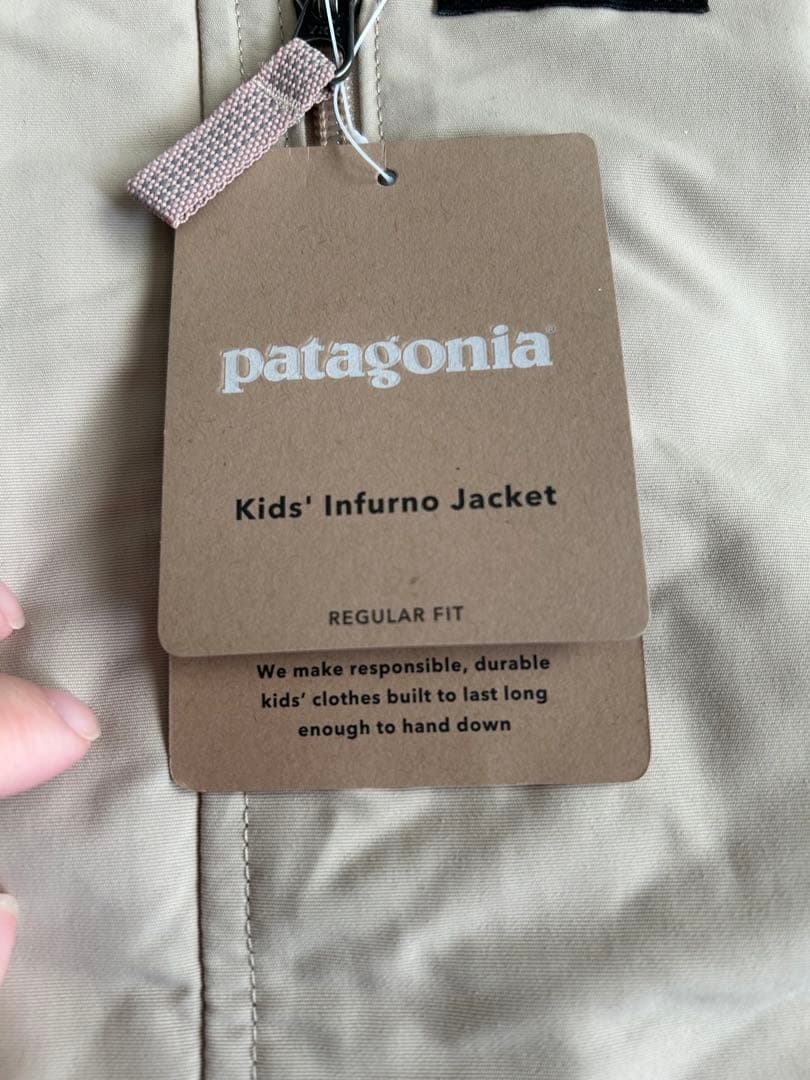 patagonia®
Kids' Infurno Jacket
REGULAR FIT
We make responsible, durable
kids’ clothes built to last long
enough to hand down